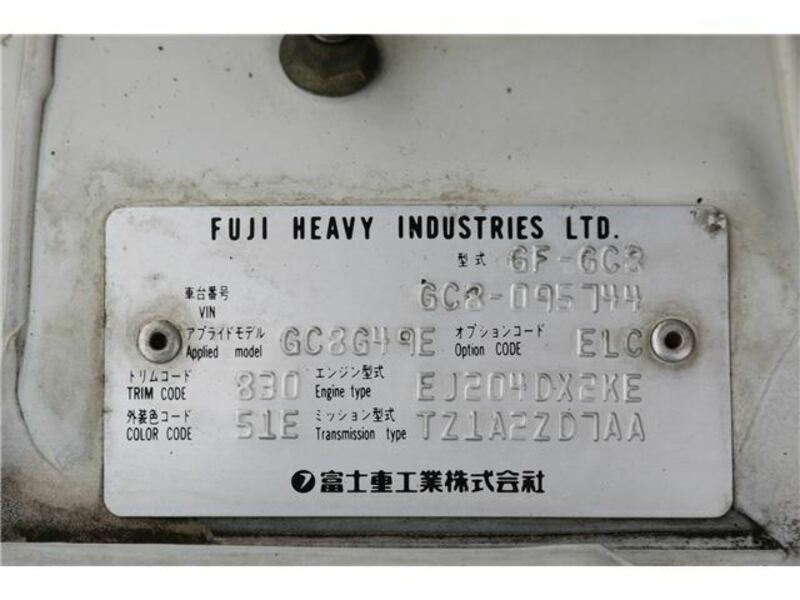 FUJI HEAVY INDUSTRIES LTD.
型式 GF-GC8
車台番号 VIN GC8-095744
アプライドモデル Applied model GC8G49E オプションコード Option CODE ELC
トリムコード TRIM CODE 830 エンジン型式 Engine type EJ204DX2KE
外装色コード COLOR CODE 51E ミッション型式 Transmission type TZ1A2ZD7AA
富士重工業株式会社